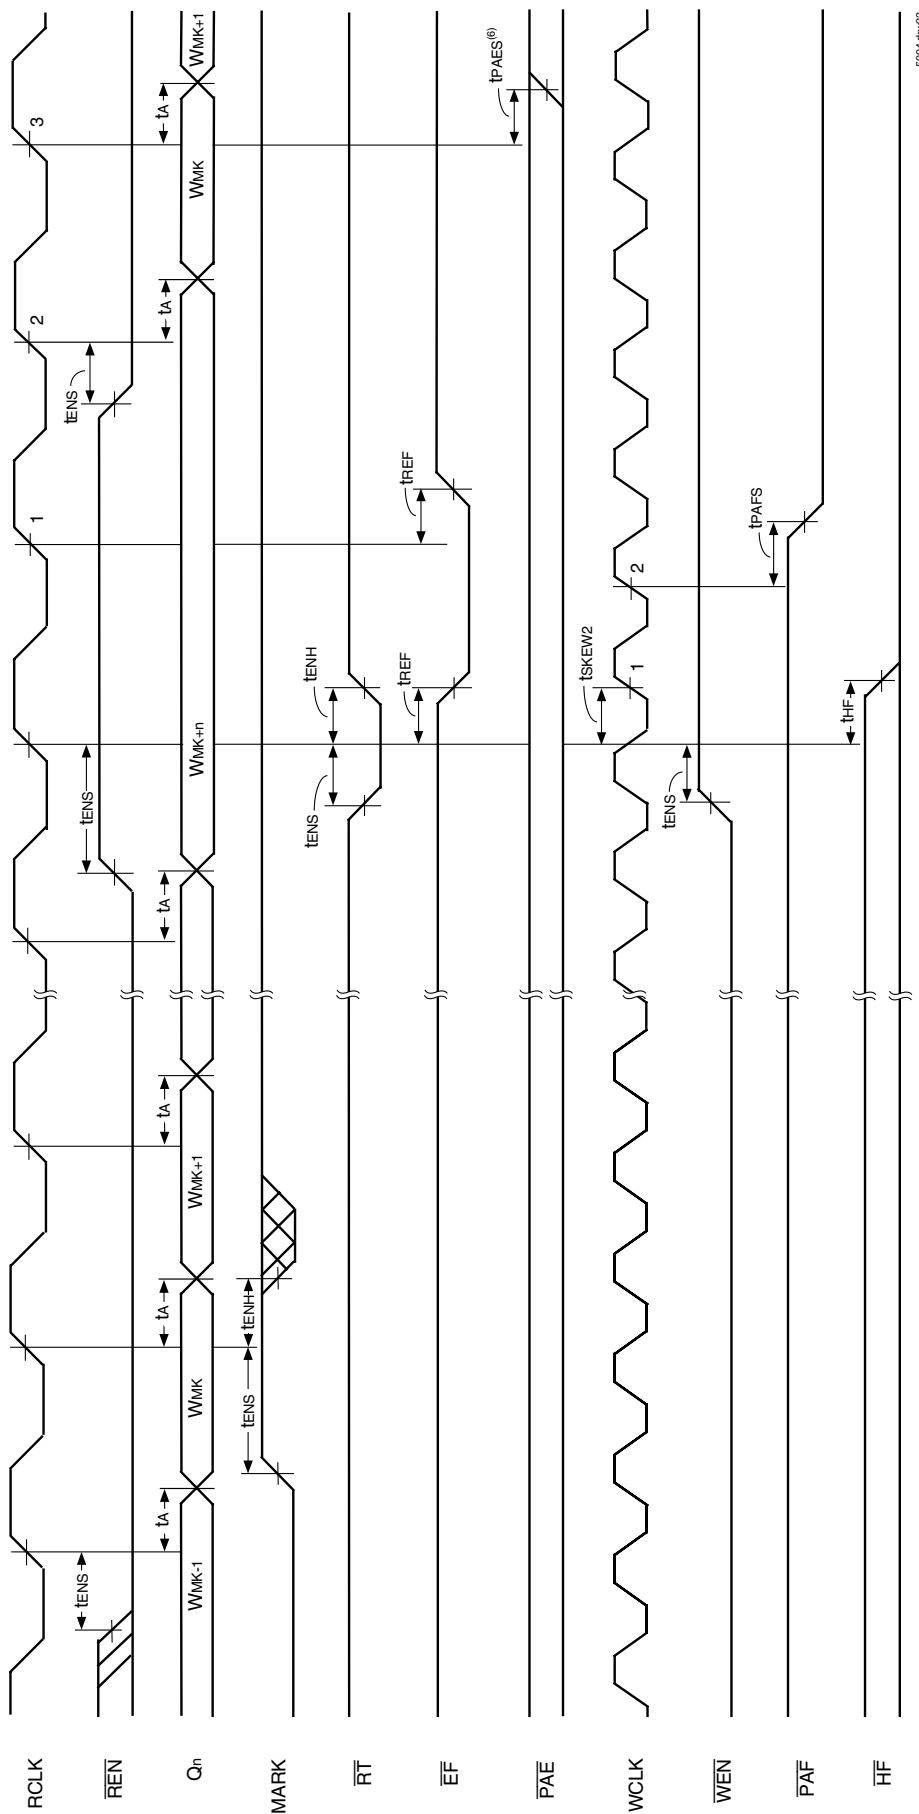 RCLK
1
2
3
REN
tENS
tENS
tENS
Qn
tA
tA
tA
tA
tA
tA
WMK-1
WMK
WMK+1
WMK+n
WMK
WMK+1
MARK
tENS
tENH
RT
tENS
tENH
EF
tREF
tREF
PAE
tPAES(6)
WCLK
tSKEW2
1
2
WEN
tENS
PAF
tPAFS
HF
tHF